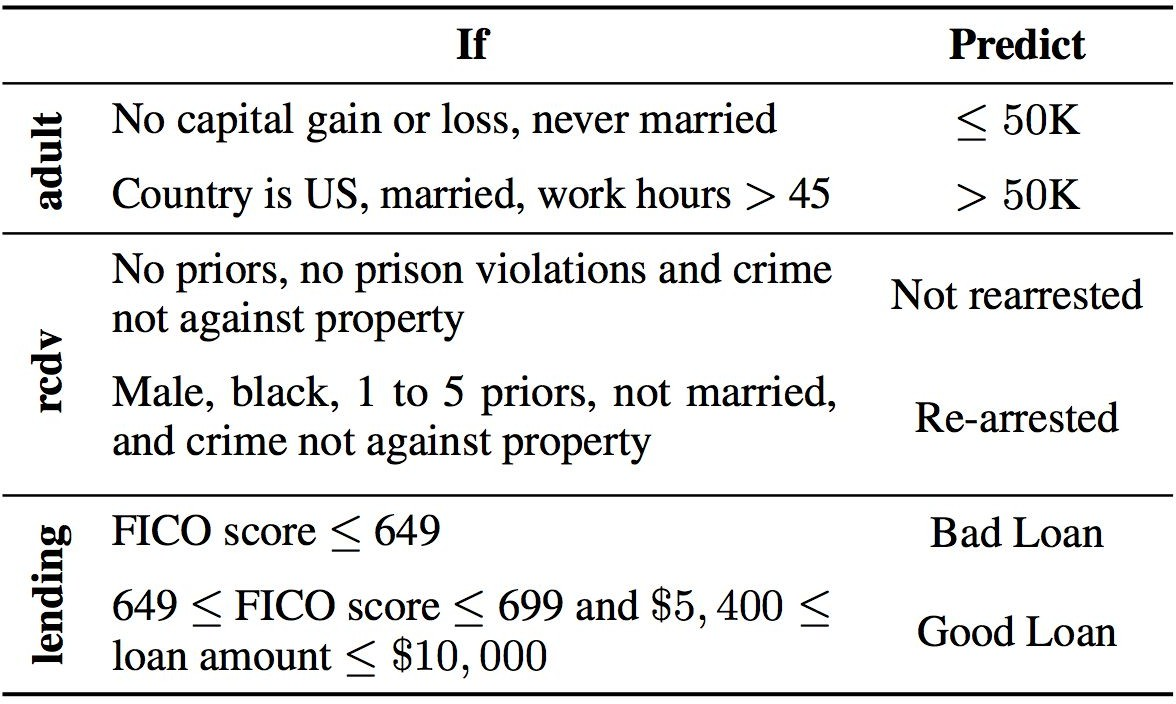 If Predict
adult
No capital gain or loss, never married ≤ 50K
Country is US, married, work hours > 45 > 50K
rcdv
No priors, no prison violations and crime
not against property
Not rearrested
Male, black, 1 to 5 priors, not married,
and crime not against property
Re-arrested
lending
FICO score ≤ 649 Bad Loan
649 ≤ FICO score ≤ 699 and $5, 400 ≤
loan amount ≤ $10, 000
Good Loan